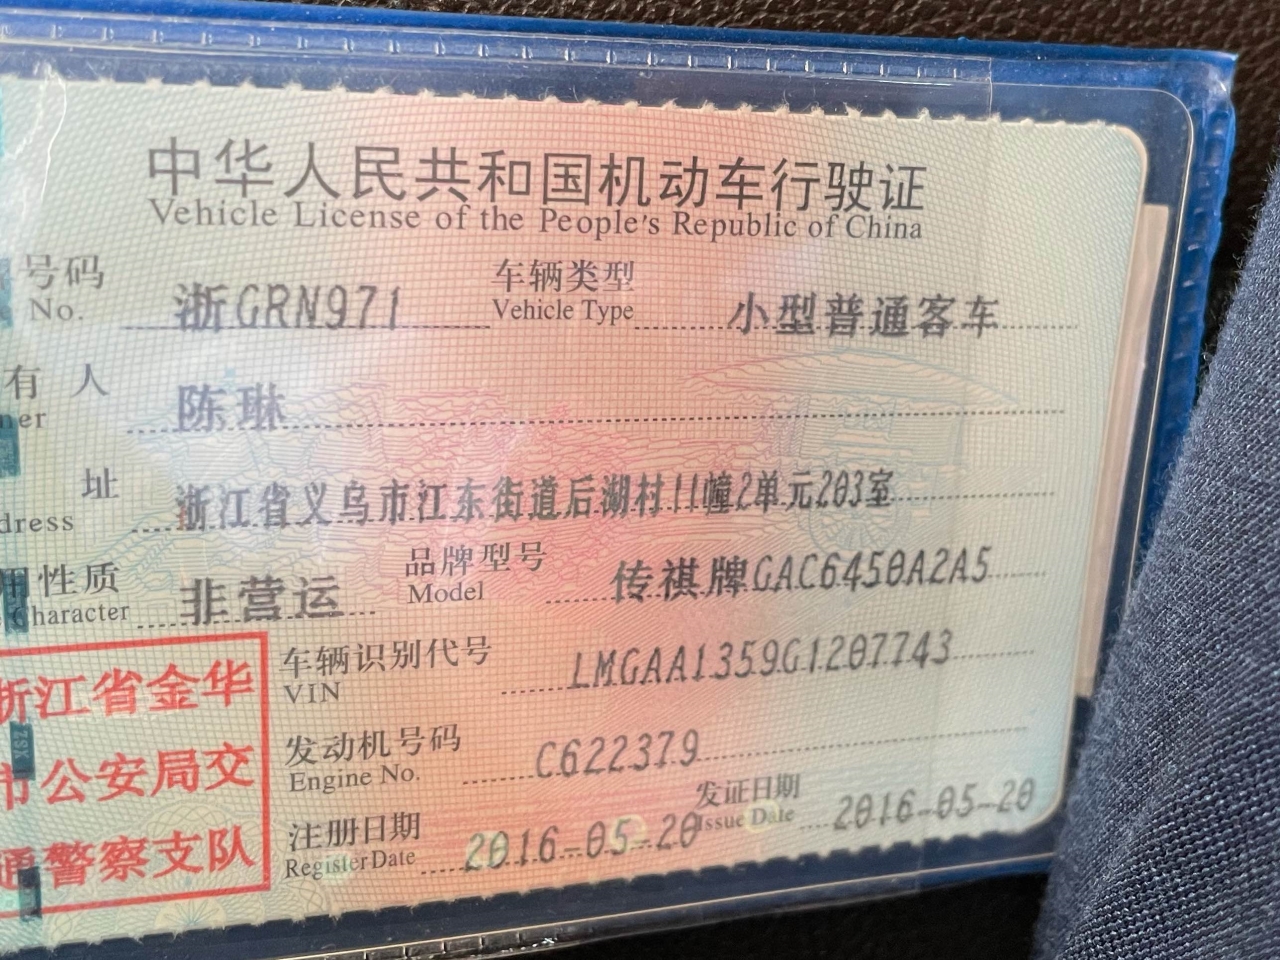 中华人民共和国机动车行驶证
Vehicle License of the People's Republic of China
号码 浙GRN971 车辆类型 小型普通客车
No. Vehicle Type
有 人 陈琳
ner
址 浙江省义乌市江东街道后湖村11幢2单元203室
dress
用性质 非营运 品牌型号 传祺牌GAC6450A2A5
Character Model
车辆识别代号 LMGAA1359G1207743
VIN
发动机号码 C622379
Engine No.
注册日期 2016-05-20 发证日期 2016-05-20
RegisterDate Issue Date
浙江省金华
市公安局交
通警察支队